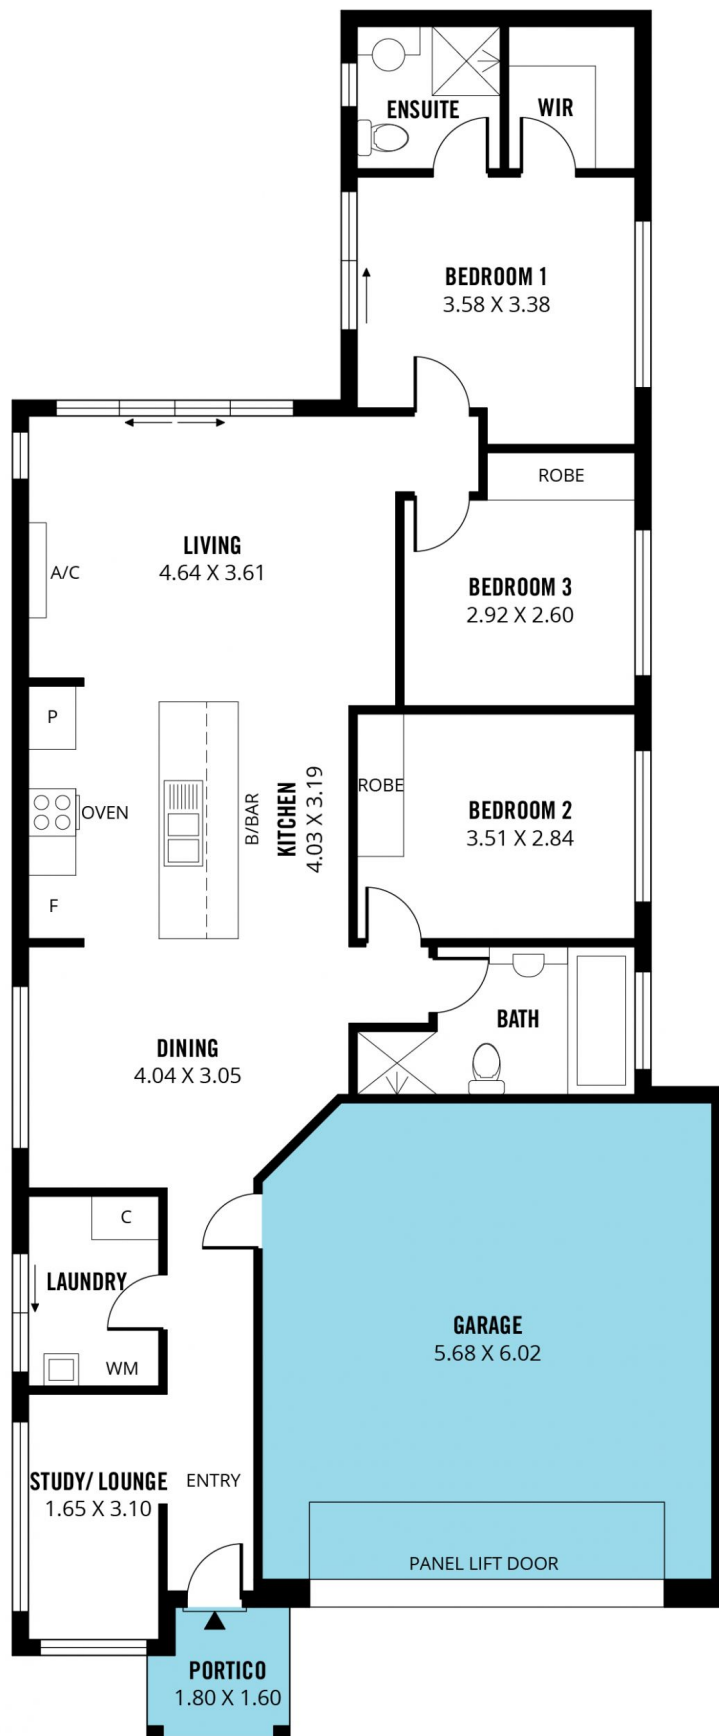 ENSUITE
WIR
BEDROOM 1
3.58 X 3.38
ROBE
LIVING
4.64 X 3.61
A/C
BEDROOM 3
2.92 X 2.60
P
OVEN
F
B/BAR
KITCHEN
4.03 X 3.19
ROBE
BEDROOM 2
3.51 X 2.84
BATH
DINING
4.04 X 3.05
C
LAUNDRY
WM
GARAGE
5.68 X 6.02
STUDY/ LOUNGE
1.65 X 3.10
ENTRY
PANEL LIFT DOOR
PORTICO
1.80 X 1.60